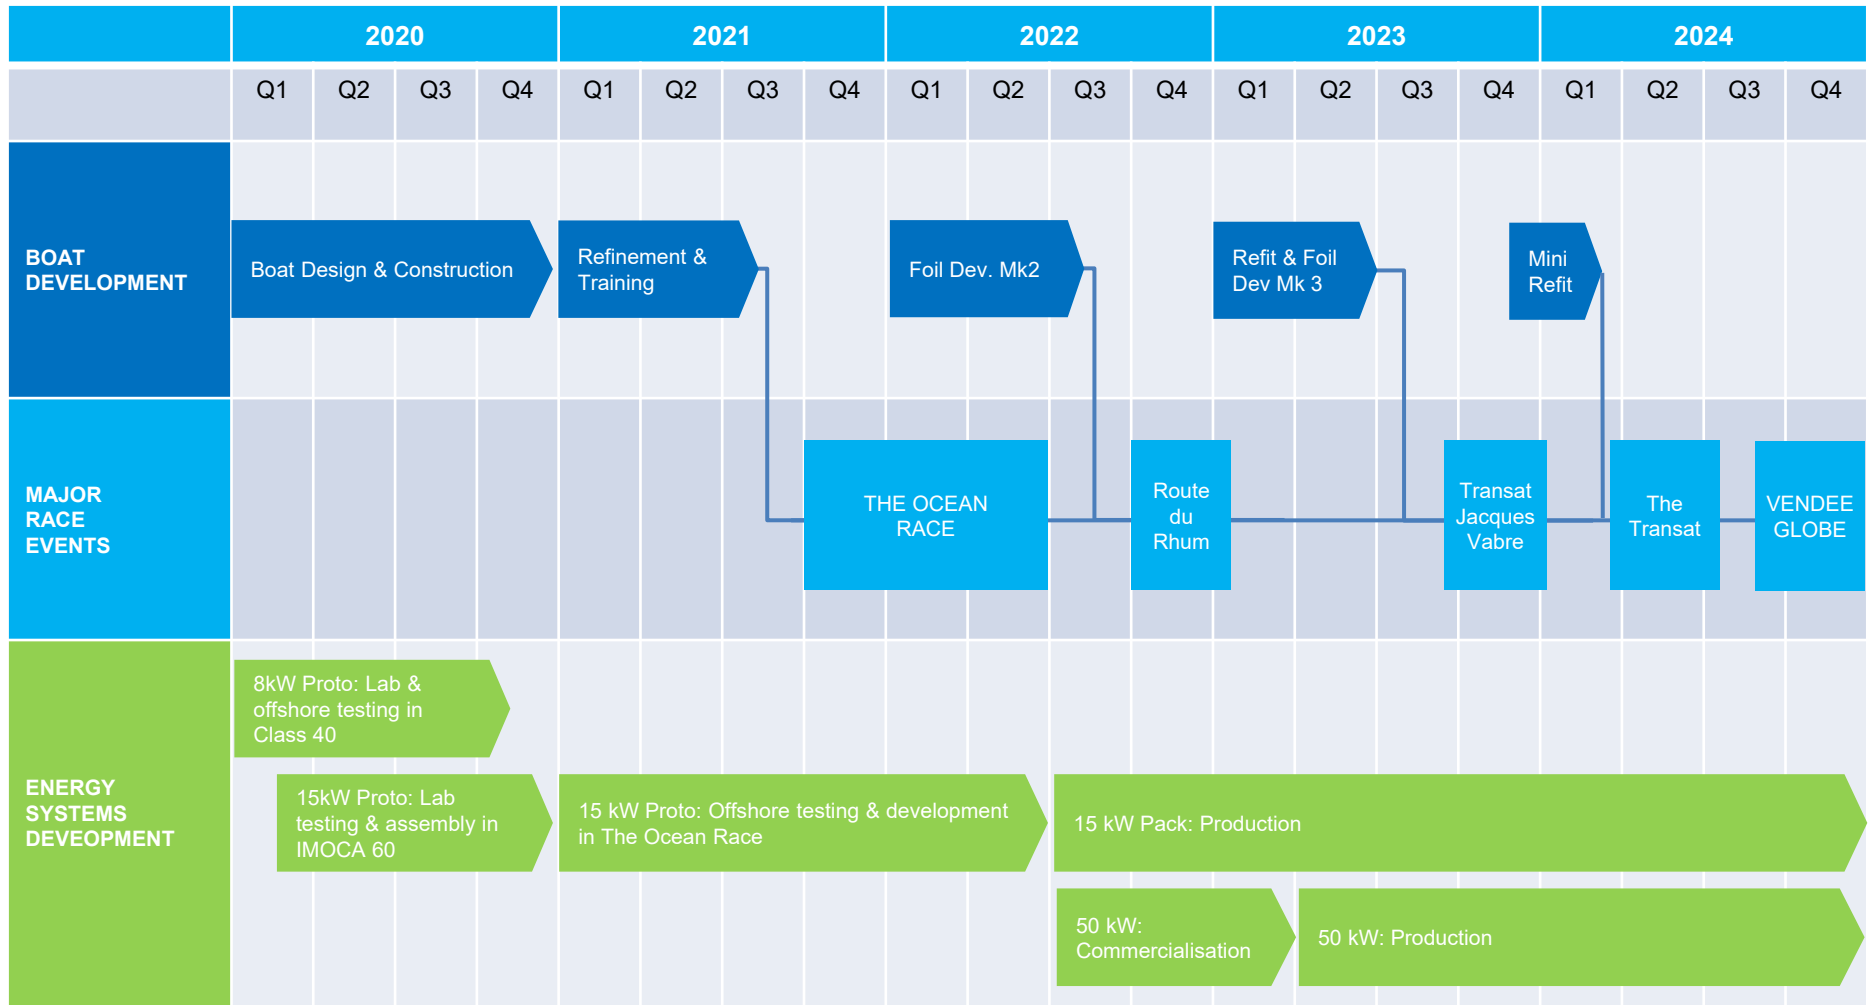 2020 2021 2022 2023 2024
Q1 Q2 Q3 Q4 Q1 Q2 Q3 Q4 Q1 Q2 Q3 Q4 Q1 Q2 Q3 Q4 Q1 Q2 Q3 Q4
BOAT
DEVELOPMENT
Boat Design & Construction
Refinement &
Training
Foil Dev. Mk2
Refit & Foil
Dev Mk 3
Mini
Refit
MAJOR
RACE
EVENTS
THE OCEAN
RACE
Route
du
Rhum
Transat
Jacques
Vabre
The
Transat
VENDEE
GLOBE
ENERGY
SYSTEMS
DEVEOPMENT
8kW Proto: Lab &
offshore testing in
Class 40
15kW Proto: Lab
testing & assembly in
IMOCA 60
15 kW Proto: Offshore testing & development
in The Ocean Race
15 kW Pack: Production
50 kW:
Commercialisation
50 kW: Production